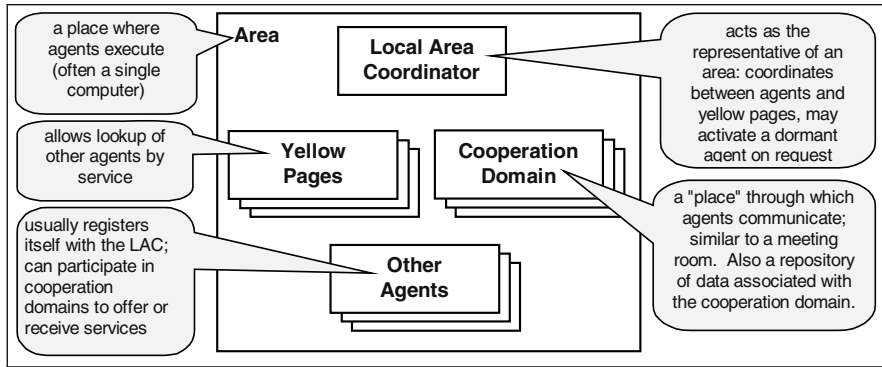 a place where
agents execute
(often a single
computer)
Area
Local Area
Coordinator
acts as the
representative of an
area: coordinates
between agents and
yellow pages, may
activate a dormant
agent on request
allows lookup of
other agents by
service
Yellow
Pages
Cooperation
Domain
a "place" through which
agents communicate;
similar to a meeting
room. Also a repository
of data associated with
the cooperation domain.
usually registers
itself with the LAC;
can participate in
cooperation
domains to offer or
receive services
Other
Agents